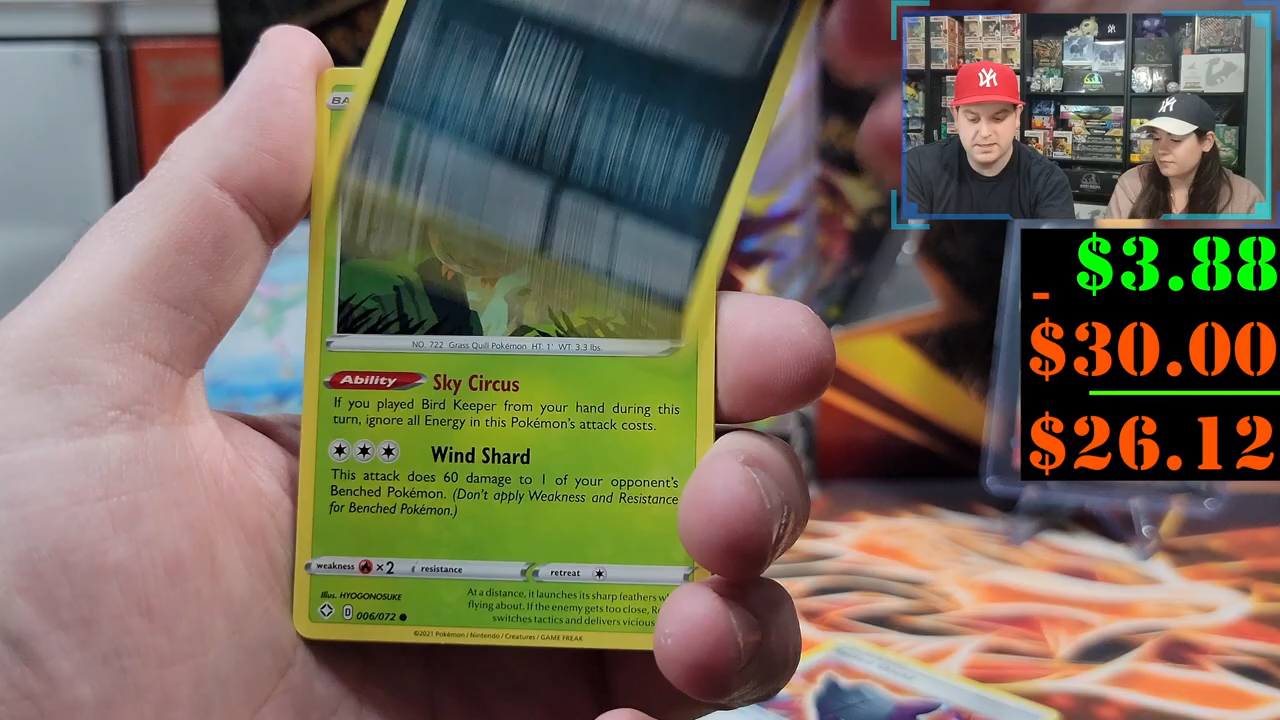 BA
NO. 722 Grass Quill Pokémon HT: 1' WT: 3.3 lbs.
Ability Sky Circus
If you played Bird Keeper from your hand during this
turn, ignore all Energy in this Pokémon's attack costs.
Wind Shard
This attack does 60 damage to 1 of your opponent's
Benched Pokémon. (Don't apply Weakness and Resistance
for Benched Pokémon.)
weakness ×2 resistance retreat
Illus. HYOGONOSUKE
At a distance, it launches its sharp feathers
flying about. If the enemy gets too close,
switches tactics and delivers vicious
D 006/072
©2021 Pokémon / Nintendo / Creatures / GAME FREAK
$3.88
- $30.00
$26.12